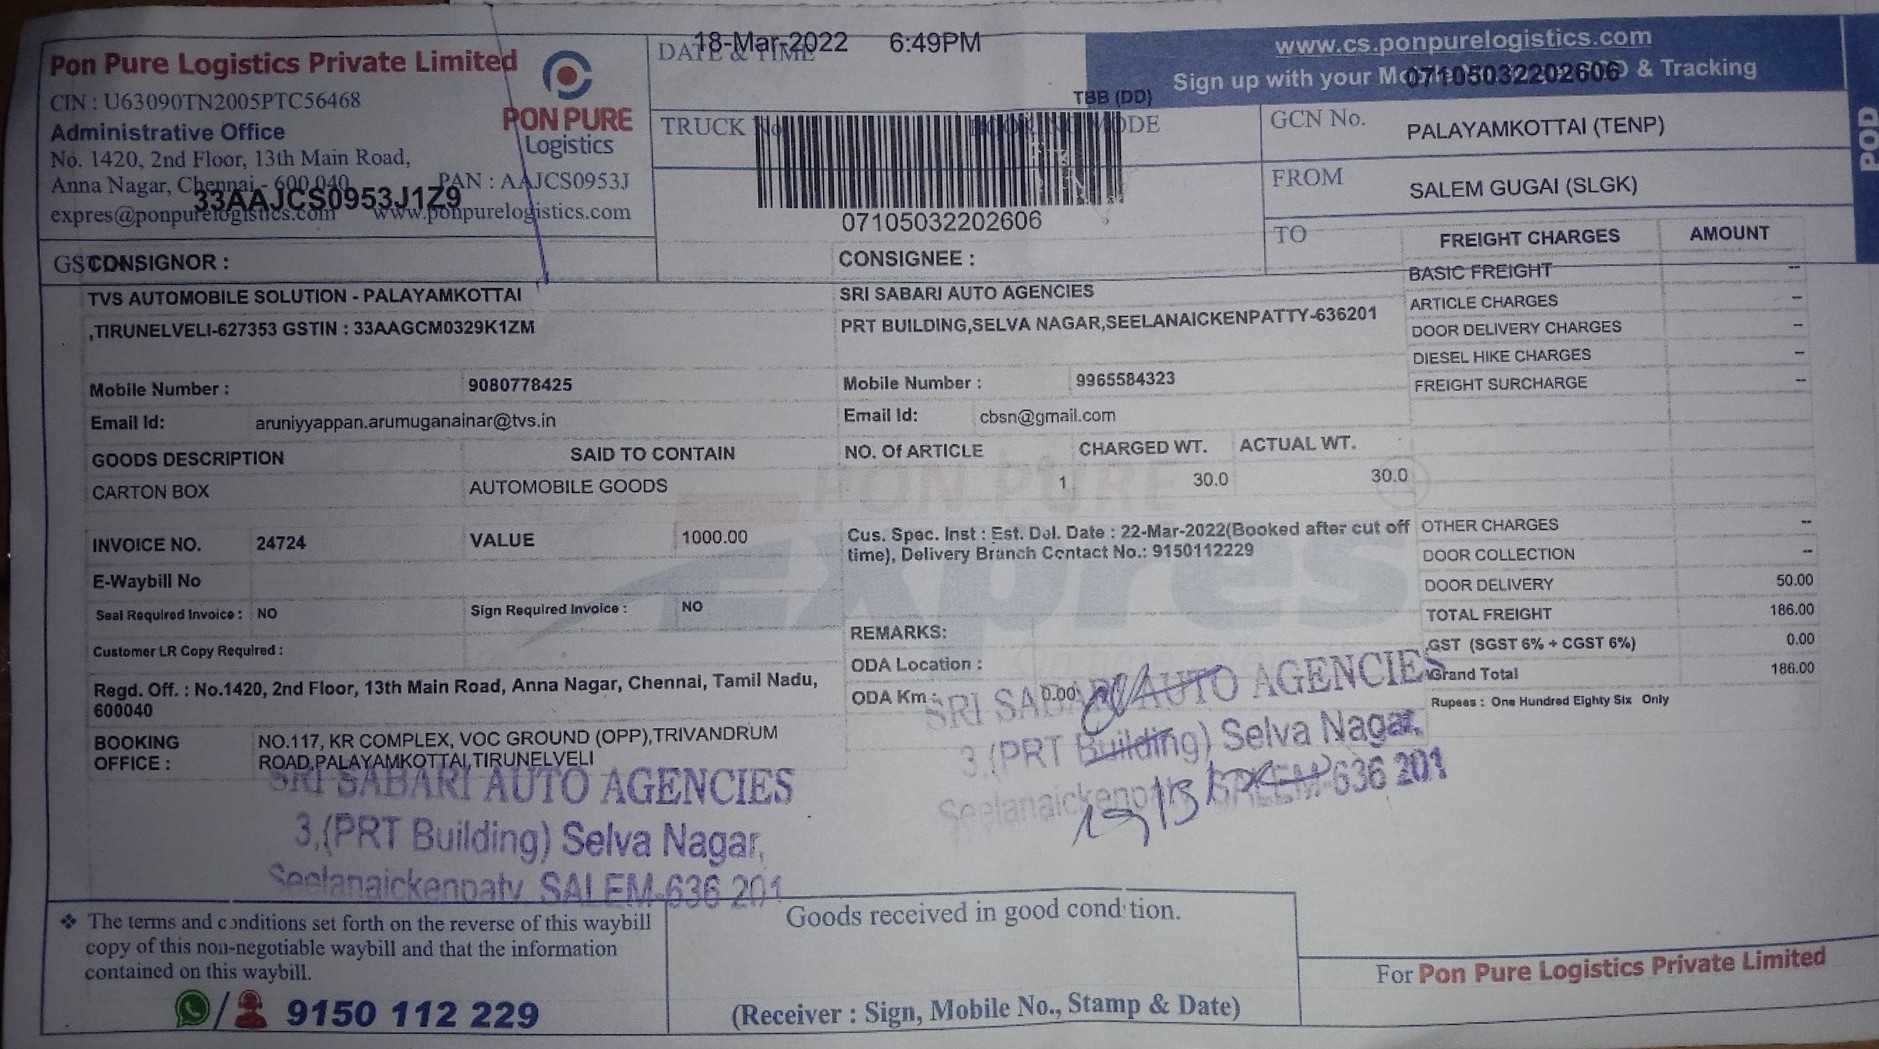 Pon Pure Logistics Private Limited
CIN : U63090TN2005PTC56468
Administrative Office
No. 1420, 2nd Floor, 13th Main Road,
Anna Nagar, Chennai - 600 040
PAN : AAJCS0953J
33AAJCS0953J1Z9
expres@ponpurelogistics.com www.ponpurelogistics.com
PON PURE
Logistics
DATE & TIME
18-Mar-2022 6:49PM
TRUCK No
TBB (DD)
07105032202606
www.cs.ponpurelogistics.com
Sign up with your & Tracking
07105032202606
GCN No.
PALAYAMKOTTAI (TENP)
FROM
SALEM GUGAI (SLGK)
TO
POD
CONSIGNOR :
TVS AUTOMOBILE SOLUTION - PALAYAMKOTTAI
,TIRUNELVELI-627353 GSTIN : 33AAGCM0329K1ZM
Mobile Number : 9080778425
Email Id: aruniyyappan.arumuganainar@tvs.in
CONSIGNEE :
SRI SABARI AUTO AGENCIES
PRT BUILDING,SELVA NAGAR,SEELANAICKENPATTY-636201
Mobile Number : 9965584323
Email Id: cbsn@gmail.com
FREIGHT CHARGES AMOUNT
BASIC FREIGHT --
ARTICLE CHARGES --
DOOR DELIVERY CHARGES --
DIESEL HIKE CHARGES --
FREIGHT SURCHARGE --
GOODS DESCRIPTION SAID TO CONTAIN NO. Of ARTICLE CHARGED WT. ACTUAL WT.
CARTON BOX AUTOMOBILE GOODS 1 30.0 30.0
PON PURE
Expres
INVOICE NO. 24724 VALUE 1000.00
E-Waybill No
Seal Required Invoice : NO Sign Required Invoice : NO
Customer LR Copy Required :
Cus. Spec. Inst : Est. Del. Date : 22-Mar-2022(Booked after cut off
time), Delivery Branch Contact No.: 9150112229
REMARKS:
ODA Location :
ODA Km : 0.00
OTHER CHARGES --
DOOR COLLECTION --
DOOR DELIVERY 50.00
TOTAL FREIGHT 186.00
GST (SGST 6% + CGST 6%) 0.00
Grand Total 186.00
Rupees : One Hundred Eighty Six Only
Regd. Off. : No.1420, 2nd Floor, 13th Main Road, Anna Nagar, Chennai, Tamil Nadu,
600040
BOOKING OFFICE : NO.117, KR COMPLEX, VOC GROUND (OPP),TRIVANDRUM
ROAD,PALAYAMKOTTAI,TIRUNELVELI
SRI SABARI AUTO AGENCIES
3,(PRT Building) Selva Nagar,
Seelanaickenpaty, SALEM-636 201
SRI SABARI AUTO AGENCIES
3,(PRT Building) Selva Nagar,
Seelanaickenpaty, SALEM-636 201
❖ The terms and conditions set forth on the reverse of this waybill
copy of this non-negotiable waybill and that the information
contained on this waybill.
9150 112 229
Goods received in good condition.
(Receiver : Sign, Mobile No., Stamp & Date)
For Pon Pure Logistics Private Limited